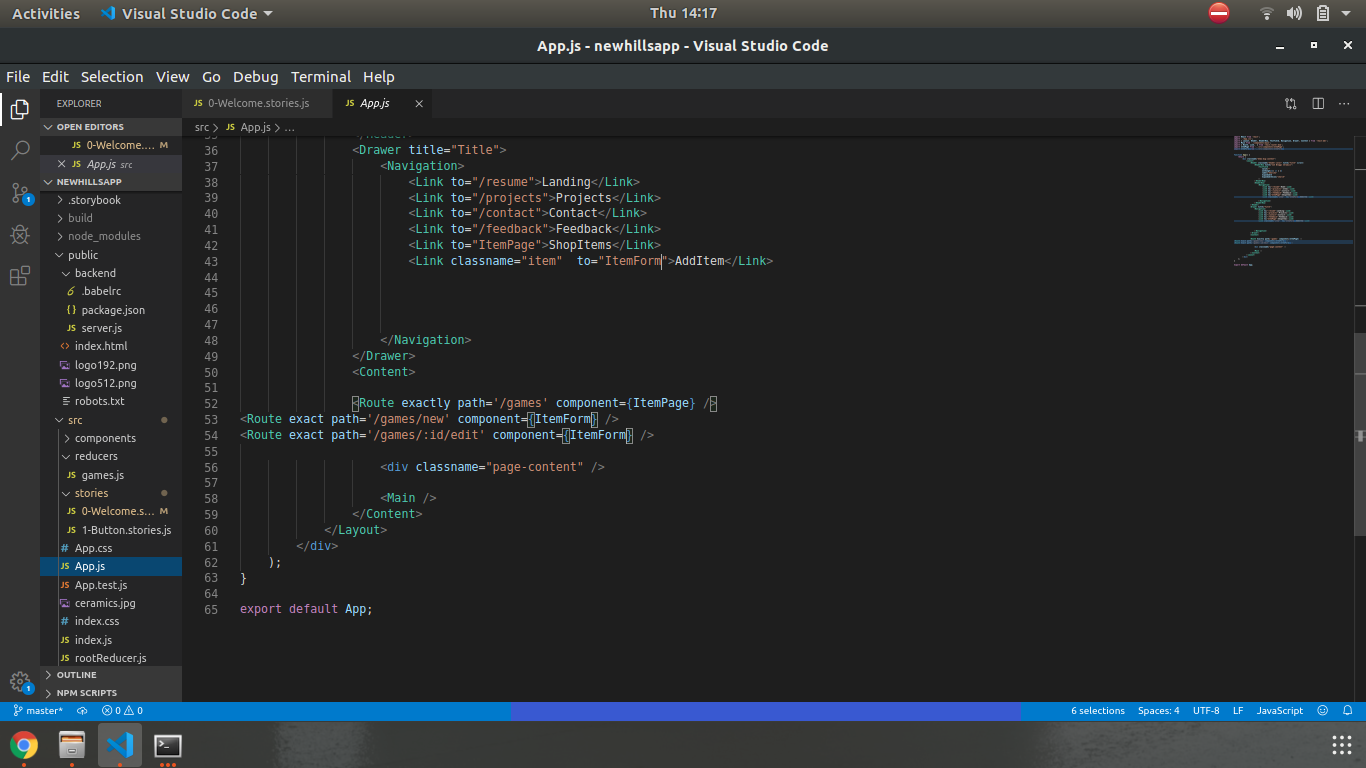 Activities
Visual Studio Code
Thu 14:17
App.js - newhillsapp - Visual Studio Code
File Edit Selection View Go Debug Terminal Help
EXPLORER
OPEN EDITORS
JS 0-Welcome.... M
JS App.js src
NEWHILLSAPP
.storybook
build
node_modules
public
backend
.babelrc
{} package.json
JS server.js
<> index.html
logo192.png
logo512.png
robots.txt
src
components
reducers
JS games.js
stories
JS 0-Welcome.s... M
JS 1-Button.stories.js
# App.css
JS App.js
JS App.test.js
ceramics.jpg
# index.css
JS index.js
JS rootReducer.js
OUTLINE
NPM SCRIPTS
1
1
JS 0-Welcome.stories.js
JS App.js
src > JS App.js > ...
36 <Drawer title="Title">
37 <Navigation>
38 <Link to="/resume">Landing</Link>
39 <Link to="/projects">Projects</Link>
40 <Link to="/contact">Contact</Link>
41 <Link to="/feedback">Feedback</Link>
42 <Link to="ItemPage">ShopItems</Link>
43 <Link classname="item"  to="ItemForm">AddItem</Link>
44
45
46
47
48 </Navigation>
49 </Drawer>
50 <Content>
51
52 <Route exactly path='/games' component={ItemPage} />
53 <Route exact path='/games/new' component={ItemForm} />
54 <Route exact path='/games/:id/edit' component={ItemForm} />
55
56 <div classname="page-content" />
57
58 <Main />
59 </Content>
60 </Layout>
61 </div>
62 );
63 }
64
65 export default App;
master*
0 0
6 selections
Spaces: 4
UTF-8
LF
JavaScript